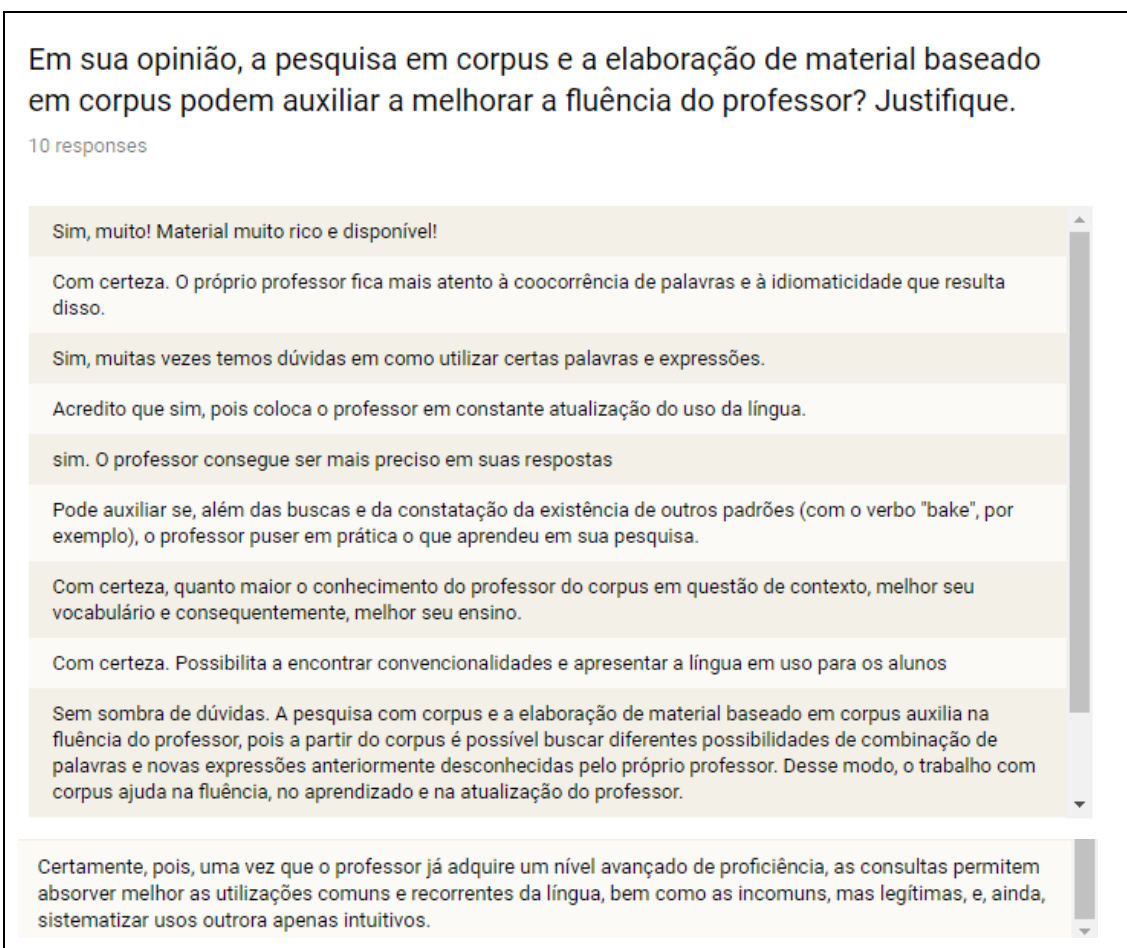 Em sua opinião, a pesquisa em corpus e a elaboração de material baseado
em corpus podem auxiliar a melhorar a fluência do professor? Justifique.
10 responses
Sim, muito! Material muito rico e disponível!
Com certeza. O próprio professor fica mais atento à coocorrência de palavras e à idiomaticidade que resulta
disso.
Sim, muitas vezes temos dúvidas em como utilizar certas palavras e expressões.
Acredito que sim, pois coloca o professor em constante atualização do uso da língua.
sim. O professor consegue ser mais preciso em suas respostas
Pode auxiliar se, além das buscas e da constatação da existência de outros padrões (com o verbo "bake", por
exemplo), o professor puser em prática o que aprendeu em sua pesquisa.
Com certeza, quanto maior o conhecimento do professor do corpus em questão de contexto, melhor seu
vocabulário e consequentemente, melhor seu ensino.
Com certeza. Possibilita a encontrar convencionalidades e apresentar a língua em uso para os alunos
Sem sombra de dúvidas. A pesquisa com corpus e a elaboração de material baseado em corpus auxilia na
fluência do professor, pois a partir do corpus é possível buscar diferentes possibilidades de combinação de
palavras e novas expressões anteriormente desconhecidas pelo próprio professor. Desse modo, o trabalho com
corpus ajuda na fluência, no aprendizado e na atualização do professor.
Certamente, pois, uma vez que o professor já adquire um nível avançado de proficiência, as consultas permitem
absorver melhor as utilizações comuns e recorrentes da língua, bem como as incomuns, mas legítimas, e, ainda,
sistematizar usos outrora apenas intuitivos.